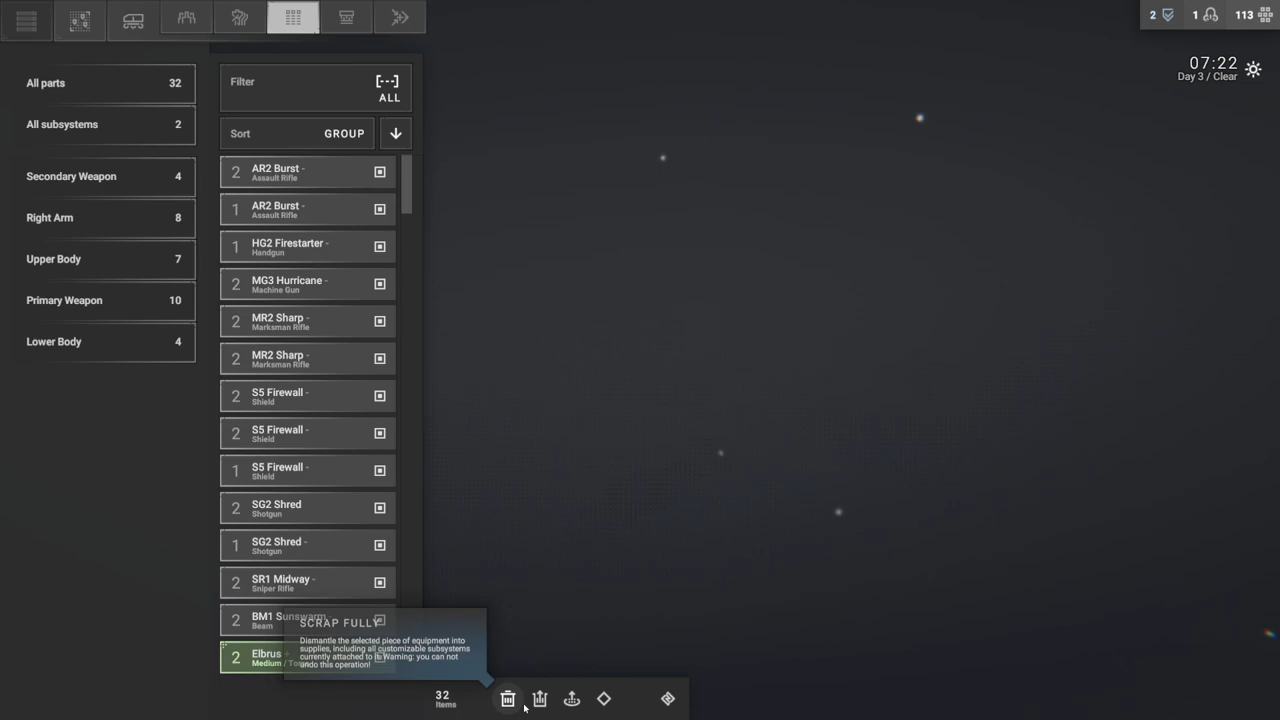 2
1
113
07:22
Day 3 / Clear
All parts 32
All subsystems 2
Secondary Weapon 4
Right Arm 8
Upper Body 7
Primary Weapon 10
Lower Body 4
Filter [---]
ALL
Sort GROUP
2 AR2 Burst -
Assault Rifle
1 AR2 Burst -
Assault Rifle
1 HG2 Firestarter -
Handgun
2 MG3 Hurricane -
Machine Gun
2 MR2 Sharp -
Marksman Rifle
2 MR2 Sharp -
Marksman Rifle
2 S5 Firewall -
Shield
2 S5 Firewall -
Shield
1 S5 Firewall -
Shield
2 SG2 Shred
Shotgun
1 SG2 Shred -
Shotgun
2 SR1 Midway -
Sniper Rifle
2 BM1 Sunswarm
Beam
2 Elbrus
Medium /
SCRAP FULLY
Dismantle the selected piece of equipment into
supplies, including all customizable subsystems
currently attached to it. Warning: you can not
undo this operation!
32
Items